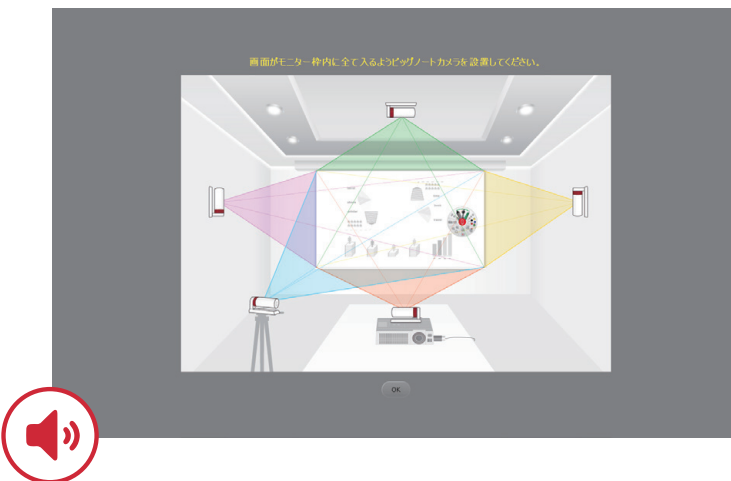 画面がモニター枠内に全て入るようビッグノートカメラを設置してください。
OK